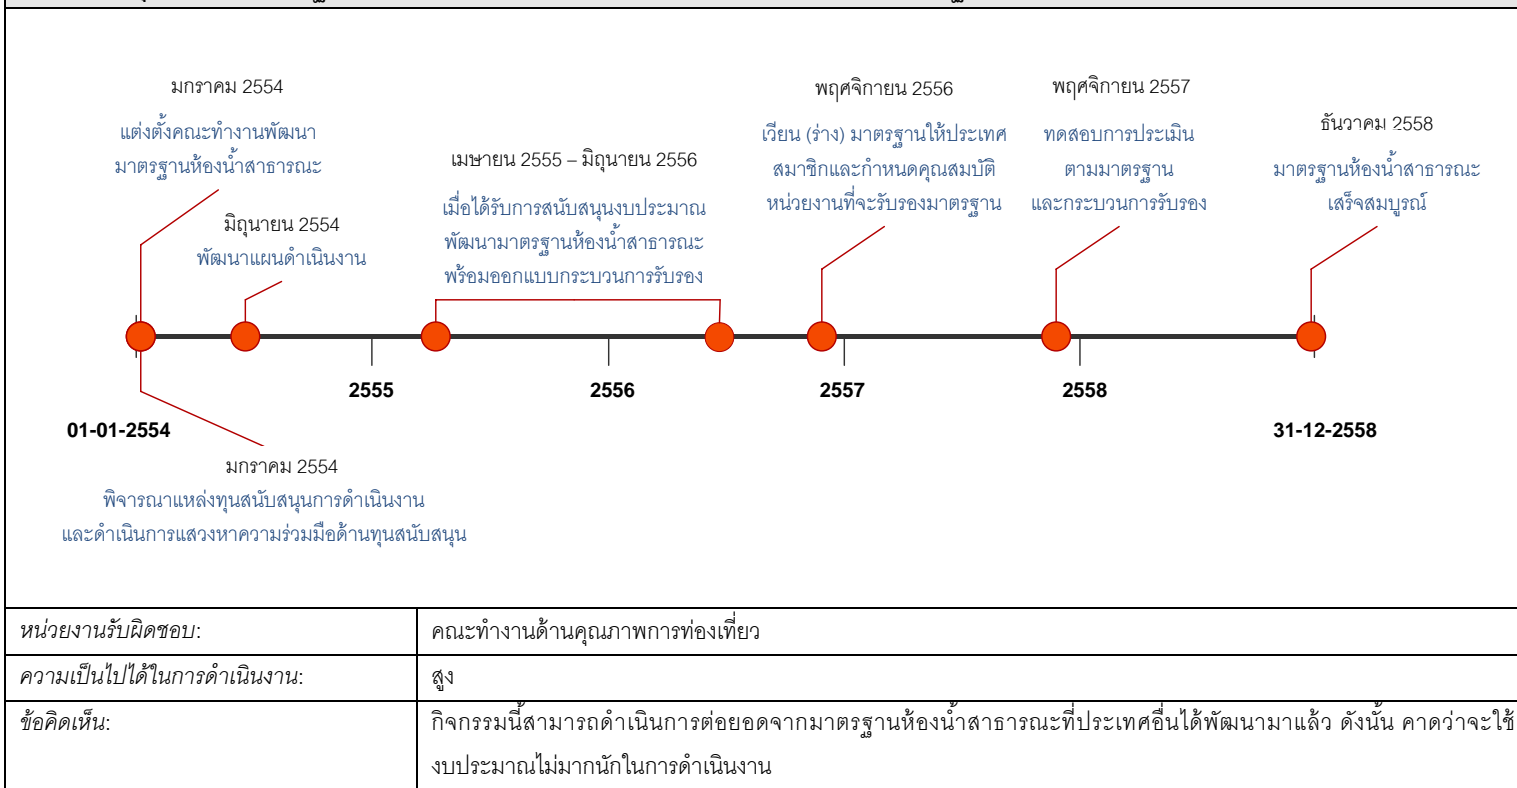 มกราคม 2554
แต่งตั้งคณะทำงานพัฒนา
มาตรฐานห้องน้ำสาธารณะ
มิถุนายน 2554
พัฒนาแผนดำเนินงาน
เมษายน 2555 – มิถุนายน 2556
เมื่อได้รับการสนับสนุนงบประมาณ
พัฒนามาตรฐานห้องน้ำสาธารณะ
พร้อมออกแบบกระบวนการรับรอง
พฤศจิกายน 2556
เวียน (ร่าง) มาตรฐานให้ประเทศ
สมาชิกและกำหนดคุณสมบัติ
หน่วยงานที่จะรับรองมาตรฐาน
พฤศจิกายน 2557
ทดสอบการประเมิน
ตามมาตรฐาน
และกระบวนการรับรอง
ธันวาคม 2558
มาตรฐานห้องน้ำสาธารณะ
เสร็จสมบูรณ์
2555
2556
2557
2558
01-01-2554
31-12-2558
มกราคม 2554
พิจารณาแหล่งทุนสนับสนุนการดำเนินงาน
และดำเนินการแสวงหาความร่วมมือด้านทุนสนับสนุน
หน่วยงานรับผิดชอบ:
คณะทำงานด้านคุณภาพการท่องเที่ยว
ความเป็นไปได้ในการดำเนินงาน:
สูง
ข้อคิดเห็น:
กิจกรรมนี้สามารถดำเนินการต่อยอดจากมาตรฐานห้องน้ำสาธารณะที่ประเทศอื่นได้พัฒนามาแล้ว ดังนั้น คาดว่าจะใช้
งบประมาณไม่มากนักในการดำเนินงาน